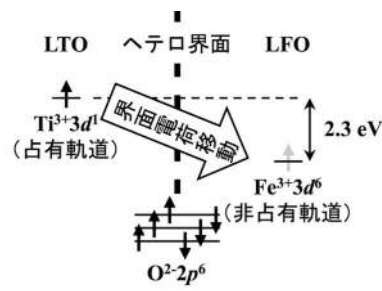 LTO ヘテロ界面 LFO
界面電荷移動
Ti³⁺3d¹
(占有軌道)
2.3 eV
Fe³⁺3d⁶
(非占有軌道)
O²⁻2p⁶